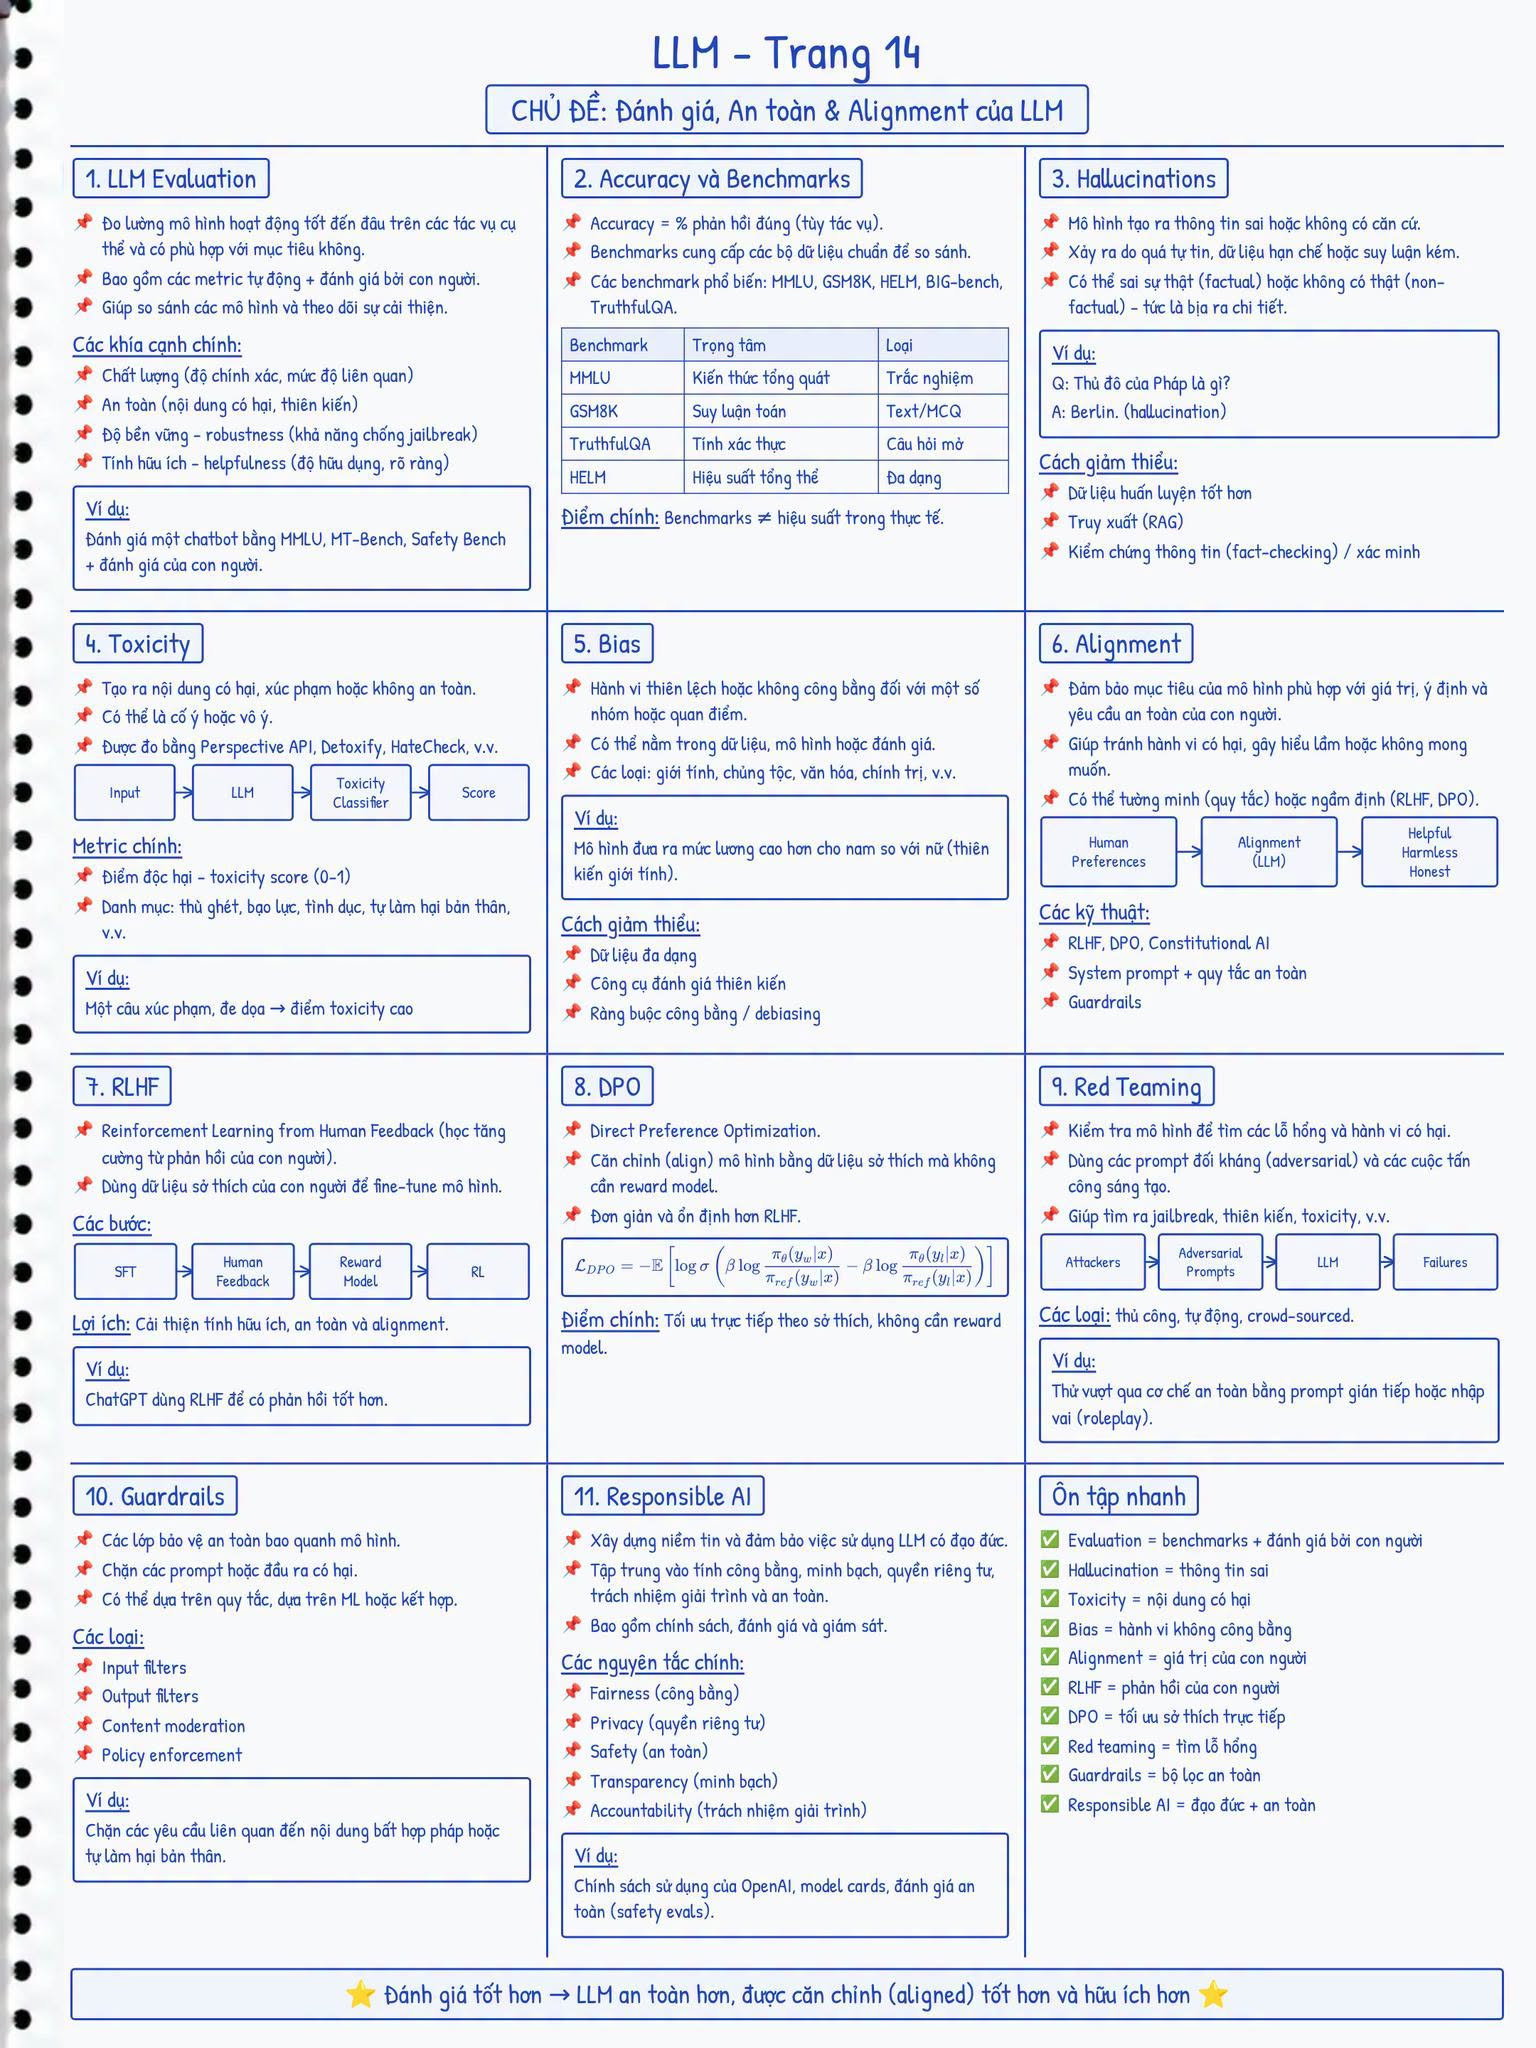 LLM – Trang 14
CHỦ ĐỀ: Đánh giá, An toàn & Alignment của LLM
1. LLM Evaluation
📌 Đo lường mô hình hoạt động tốt đến đâu trên các tác vụ cụ
thể và có phù hợp với mục tiêu không.
📌 Bao gồm các metric tự động + đánh giá bởi con người.
📌 Giúp so sánh các mô hình và theo dõi sự cải thiện.
Các khía cạnh chính:
📌 Chất lượng (độ chính xác, mức độ liên quan)
📌 An toàn (nội dung có hại, thiên kiến)
📌 Độ bền vững – robustness (khả năng chống jailbreak)
📌 Tính hữu ích – helpfulness (độ hữu dụng, rõ ràng)
Ví dụ:
Đánh giá một chatbot bằng MMLU, MT-Bench, Safety Bench
+ đánh giá của con người.
2. Accuracy và Benchmarks
📌 Accuracy = % phản hồi đúng (tùy tác vụ).
📌 Benchmarks cung cấp các bộ dữ liệu chuẩn để so sánh.
📌 Các benchmark phổ biến: MMLU, GSM8K, HELM, BIG-bench,
TruthfulQA.
Benchmark Trọng tâm Loại
MMLU Kiến thức tổng quát Trắc nghiệm
GSM8K Suy luận toán Text/MCQ
TruthfulQA Tính xác thực Câu hỏi mở
HELM Hiệu suất tổng thể Đa dạng
Điểm chính: Benchmarks ≠ hiệu suất trong thực tế.
3. Hallucinations
📌 Mô hình tạo ra thông tin sai hoặc không có căn cứ.
📌 Xảy ra do quá tự tin, dữ liệu hạn chế hoặc suy luận kém.
📌 Có thể sai sự thật (factual) hoặc không có thật (non-
factual) – tức là bịa ra chi tiết.
Ví dụ:
Q: Thủ đô của Pháp là gì?
A: Berlin. (hallucination)
Cách giảm thiểu:
📌 Dữ liệu huấn luyện tốt hơn
📌 Truy xuất (RAG)
📌 Kiểm chứng thông tin (fact-checking) / xác minh
4. Toxicity
📌 Tạo ra nội dung có hại, xúc phạm hoặc không an toàn.
📌 Có thể là cố ý hoặc vô ý.
📌 Được đo bằng Perspective API, Detoxify, HateCheck, v.v.
Input → LLM → Toxicity Classifier → Score
Metric chính:
📌 Điểm độc hại – toxicity score (0-1)
📌 Danh mục: thù ghét, bạo lực, tình dục, tự làm hại bản thân,
v.v.
Ví dụ:
Một câu xúc phạm, đe dọa → điểm toxicity cao
5. Bias
📌 Hành vi thiên lệch hoặc không công bằng đối với một số
nhóm hoặc quan điểm.
📌 Có thể nằm trong dữ liệu, mô hình hoặc đánh giá.
📌 Các loại: giới tính, chủng tộc, văn hóa, chính trị, v.v.
Ví dụ:
Mô hình đưa ra mức lương cao hơn cho nam so với nữ (thiên
kiến giới tính).
Cách giảm thiểu:
📌 Dữ liệu đa dạng
📌 Công cụ đánh giá thiên kiến
📌 Ràng buộc công bằng / debiasing
6. Alignment
📌 Đảm bảo mục tiêu của mô hình phù hợp với giá trị, ý định và
yêu cầu an toàn của con người.
📌 Giúp tránh hành vi có hại, gây hiểu lầm hoặc không mong
muốn.
📌 Có thể tường minh (quy tắc) hoặc ngầm định (RLHF, DPO).
Human Preferences → Alignment (LLM) → Helpful Harmless Honest
Các kỹ thuật:
📌 RLHF, DPO, Constitutional AI
📌 System prompt + quy tắc an toàn
📌 Guardrails
7. RLHF
📌 Reinforcement Learning from Human Feedback (học tăng
cường từ phản hồi của con người).
📌 Dùng dữ liệu sở thích của con người để fine-tune mô hình.
Các bước:
SFT → Human Feedback → Reward Model → RL
Lợi ích: Cải thiện tính hữu ích, an toàn và alignment.
Ví dụ:
ChatGPT dùng RLHF để có phản hồi tốt hơn.
8. DPO
📌 Direct Preference Optimization.
📌 Căn chỉnh (align) mô hình bằng dữ liệu sở thích mà không
cần reward model.
📌 Đơn giản và ổn định hơn RLHF.
$\mathcal{L}_{DPO} = -\mathbb{E}\left[\log \sigma\left(\beta \log \frac{\pi_\theta(y_w|x)}{\pi_{ref}(y_w|x)} - \beta \log \frac{\pi_\theta(y_l|x)}{\pi_{ref}(y_l|x)}\right)\right]$
Điểm chính: Tối ưu trực tiếp theo sở thích, không cần reward
model.
9. Red Teaming
📌 Kiểm tra mô hình để tìm các lỗ hổng và hành vi có hại.
📌 Dùng các prompt đối kháng (adversarial) và các cuộc tấn
công sáng tạo.
📌 Giúp tìm ra jailbreak, thiên kiến, toxicity, v.v.
Attackers → Adversarial Prompts → LLM → Failures
Các loại: thủ công, tự động, crowd-sourced.
Ví dụ:
Thử vượt qua cơ chế an toàn bằng prompt gián tiếp hoặc nhập
vai (roleplay).
10. Guardrails
📌 Các lớp bảo vệ an toàn bao quanh mô hình.
📌 Chặn các prompt hoặc đầu ra có hại.
📌 Có thể dựa trên quy tắc, dựa trên ML hoặc kết hợp.
Các loại:
📌 Input filters
📌 Output filters
📌 Content moderation
📌 Policy enforcement
Ví dụ:
Chặn các yêu cầu liên quan đến nội dung bất hợp pháp hoặc
tự làm hại bản thân.
11. Responsible AI
📌 Xây dựng niềm tin và đảm bảo việc sử dụng LLM có đạo đức.
📌 Tập trung vào tính công bằng, minh bạch, quyền riêng tư,
trách nhiệm giải trình và an toàn.
📌 Bao gồm chính sách, đánh giá và giám sát.
Các nguyên tắc chính:
📌 Fairness (công bằng)
📌 Privacy (quyền riêng tư)
📌 Safety (an toàn)
📌 Transparency (minh bạch)
📌 Accountability (trách nhiệm giải trình)
Ví dụ:
Chính sách sử dụng của OpenAI, model cards, đánh giá an
toàn (safety evals).
Ôn tập nhanh
✅ Evaluation = benchmarks + đánh giá bởi con người
✅ Hallucination = thông tin sai
✅ Toxicity = nội dung có hại
✅ Bias = hành vi không công bằng
✅ Alignment = giá trị của con người
✅ RLHF = phản hồi của con người
✅ DPO = tối ưu sở thích trực tiếp
✅ Red teaming = tìm lỗ hổng
✅ Guardrails = bộ lọc an toàn
✅ Responsible AI = đạo đức + an toàn
⭐ Đánh giá tốt hơn → LLM an toàn hơn, được căn chỉnh (aligned) tốt hơn và hữu ích hơn ⭐